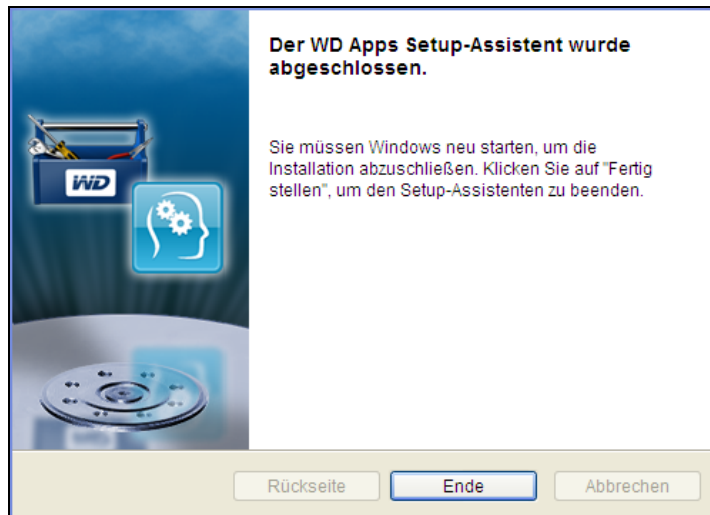 Der WD Apps Setup-Assistent wurde
abgeschlossen.
Sie müssen Windows neu starten, um die
Installation abzuschließen. Klicken Sie auf "Fertig
stellen", um den Setup-Assistenten zu beenden.
WD
Rückseite
Ende
Abbrechen